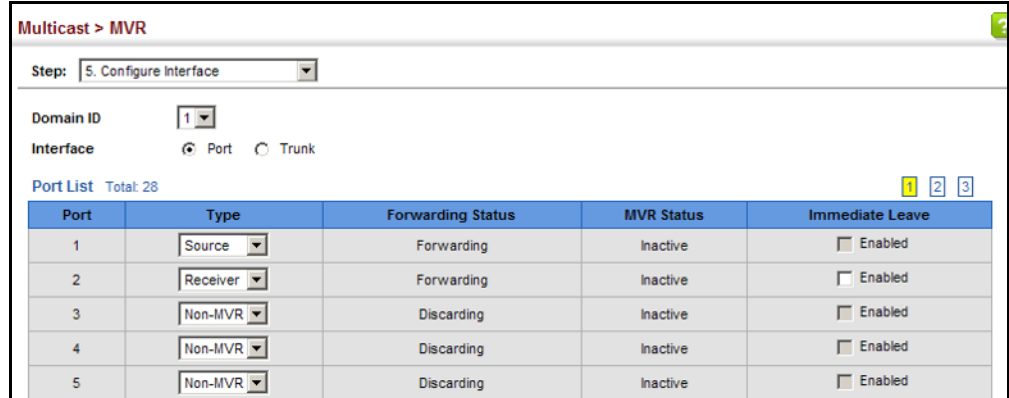 Multicast > MVR
?
Step: 5. Configure Interface
Domain ID 1
Interface Port Trunk
Port List Total: 28 1 2 3
Port Type Forwarding Status MVR Status Immediate Leave
1 Source Forwarding Inactive Enabled
2 Receiver Forwarding Inactive Enabled
3 Non-MVR Discarding Inactive Enabled
4 Non-MVR Discarding Inactive Enabled
5 Non-MVR Discarding Inactive Enabled